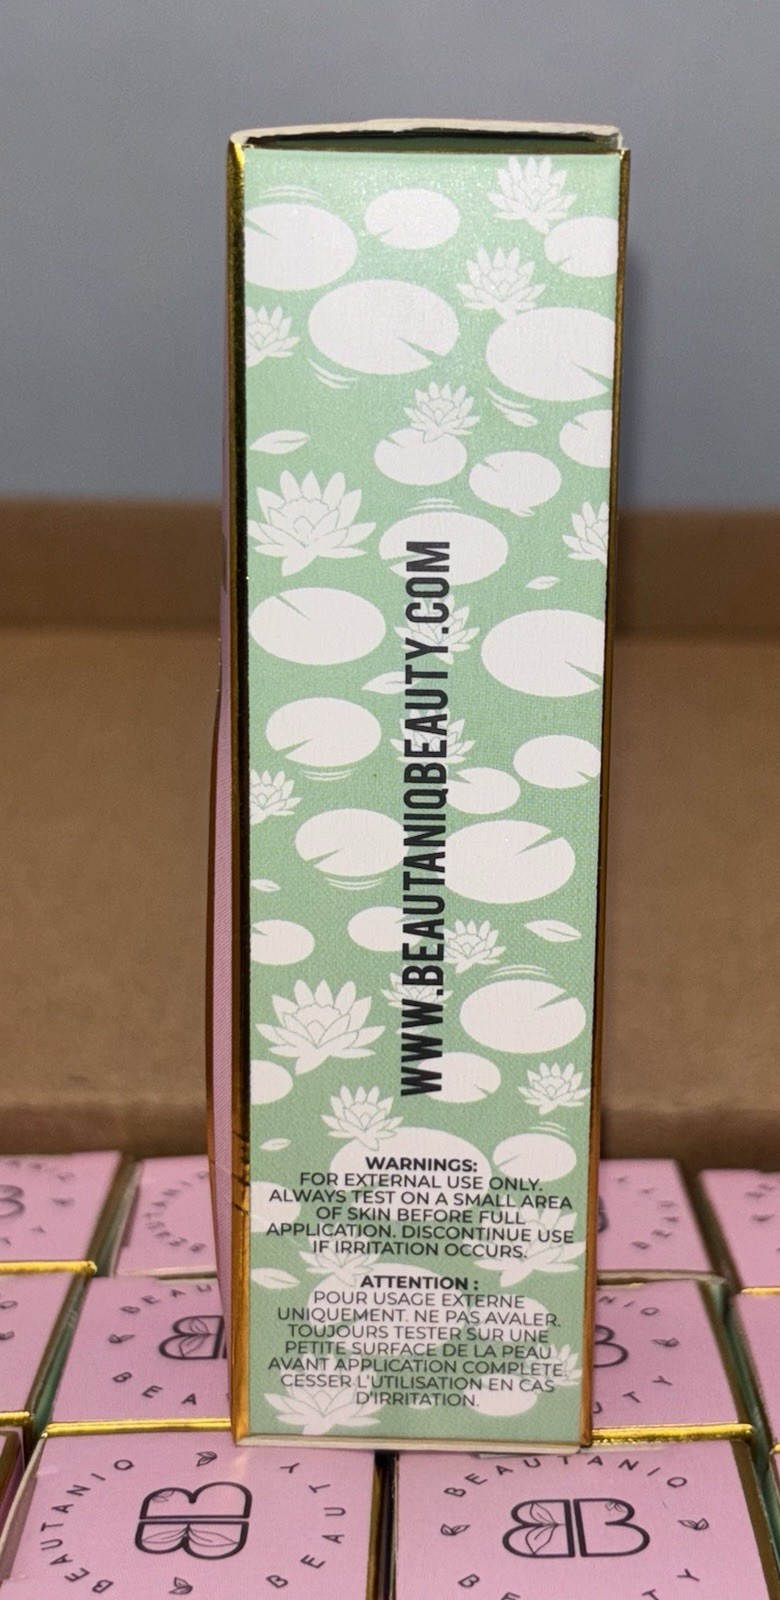 WWW.BEAUTANIQBEAUTY.COM
WARNINGS:
FOR EXTERNAL USE ONLY.
ALWAYS TEST ON A SMALL AREA
OF SKIN BEFORE FULL
APPLICATION. DISCONTINUE USE
IF IRRITATION OCCURS.
ATTENTION :
POUR USAGE EXTERNE
UNIQUEMENT. NE PAS AVALER.
TOUJOURS TESTER SUR UNE
PETITE SURFACE DE LA PEAU
AVANT APPLICATION COMPLÈTE.
CESSER L'UTILISATION EN CAS
D'IRRITATION.
BEAUTANIQ
BEAUTY
BEAUTANIQ